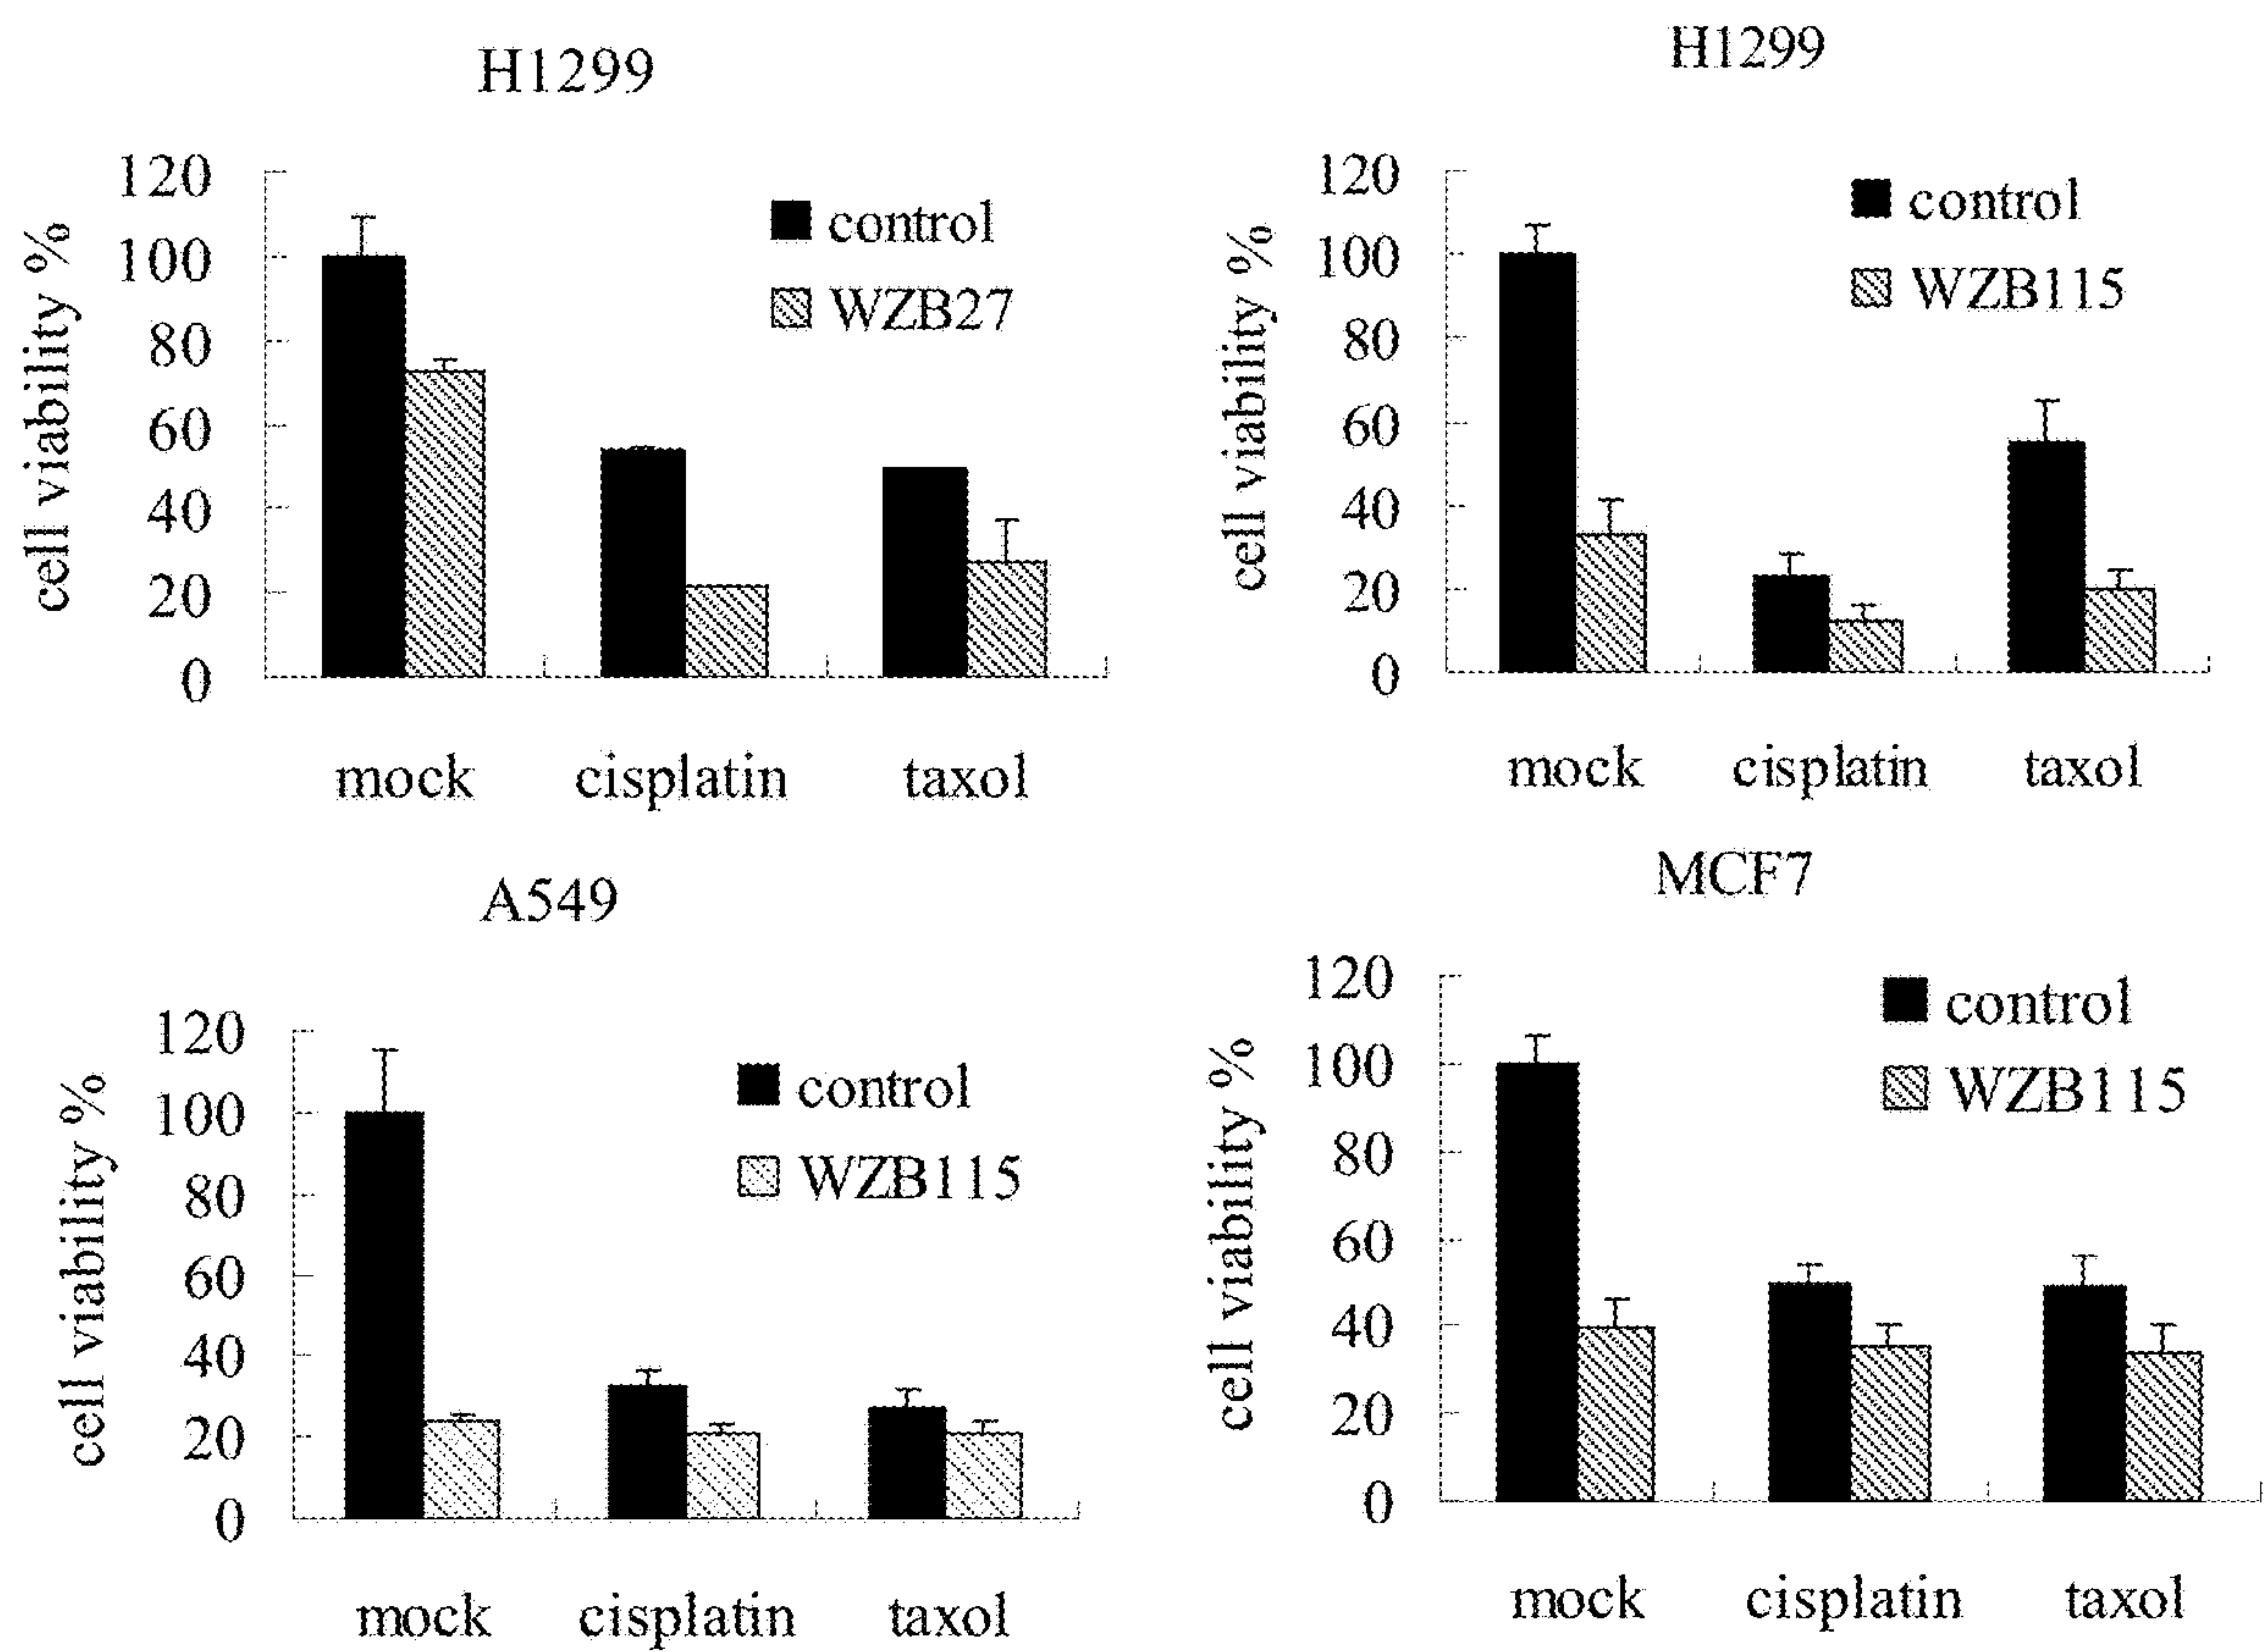 H1299
cell viability %
120
100
80
60
40
20
0
control
WZB27
mock cisplatin taxol
H1299
cell viability %
120
100
80
60
40
20
0
control
WZB115
mock cisplatin taxol
A549
cell viability %
120
100
80
60
40
20
0
control
WZB115
mock cisplatin taxol
MCF7
cell viability %
120
100
80
60
40
20
0
control
WZB115
mock cisplatin taxol